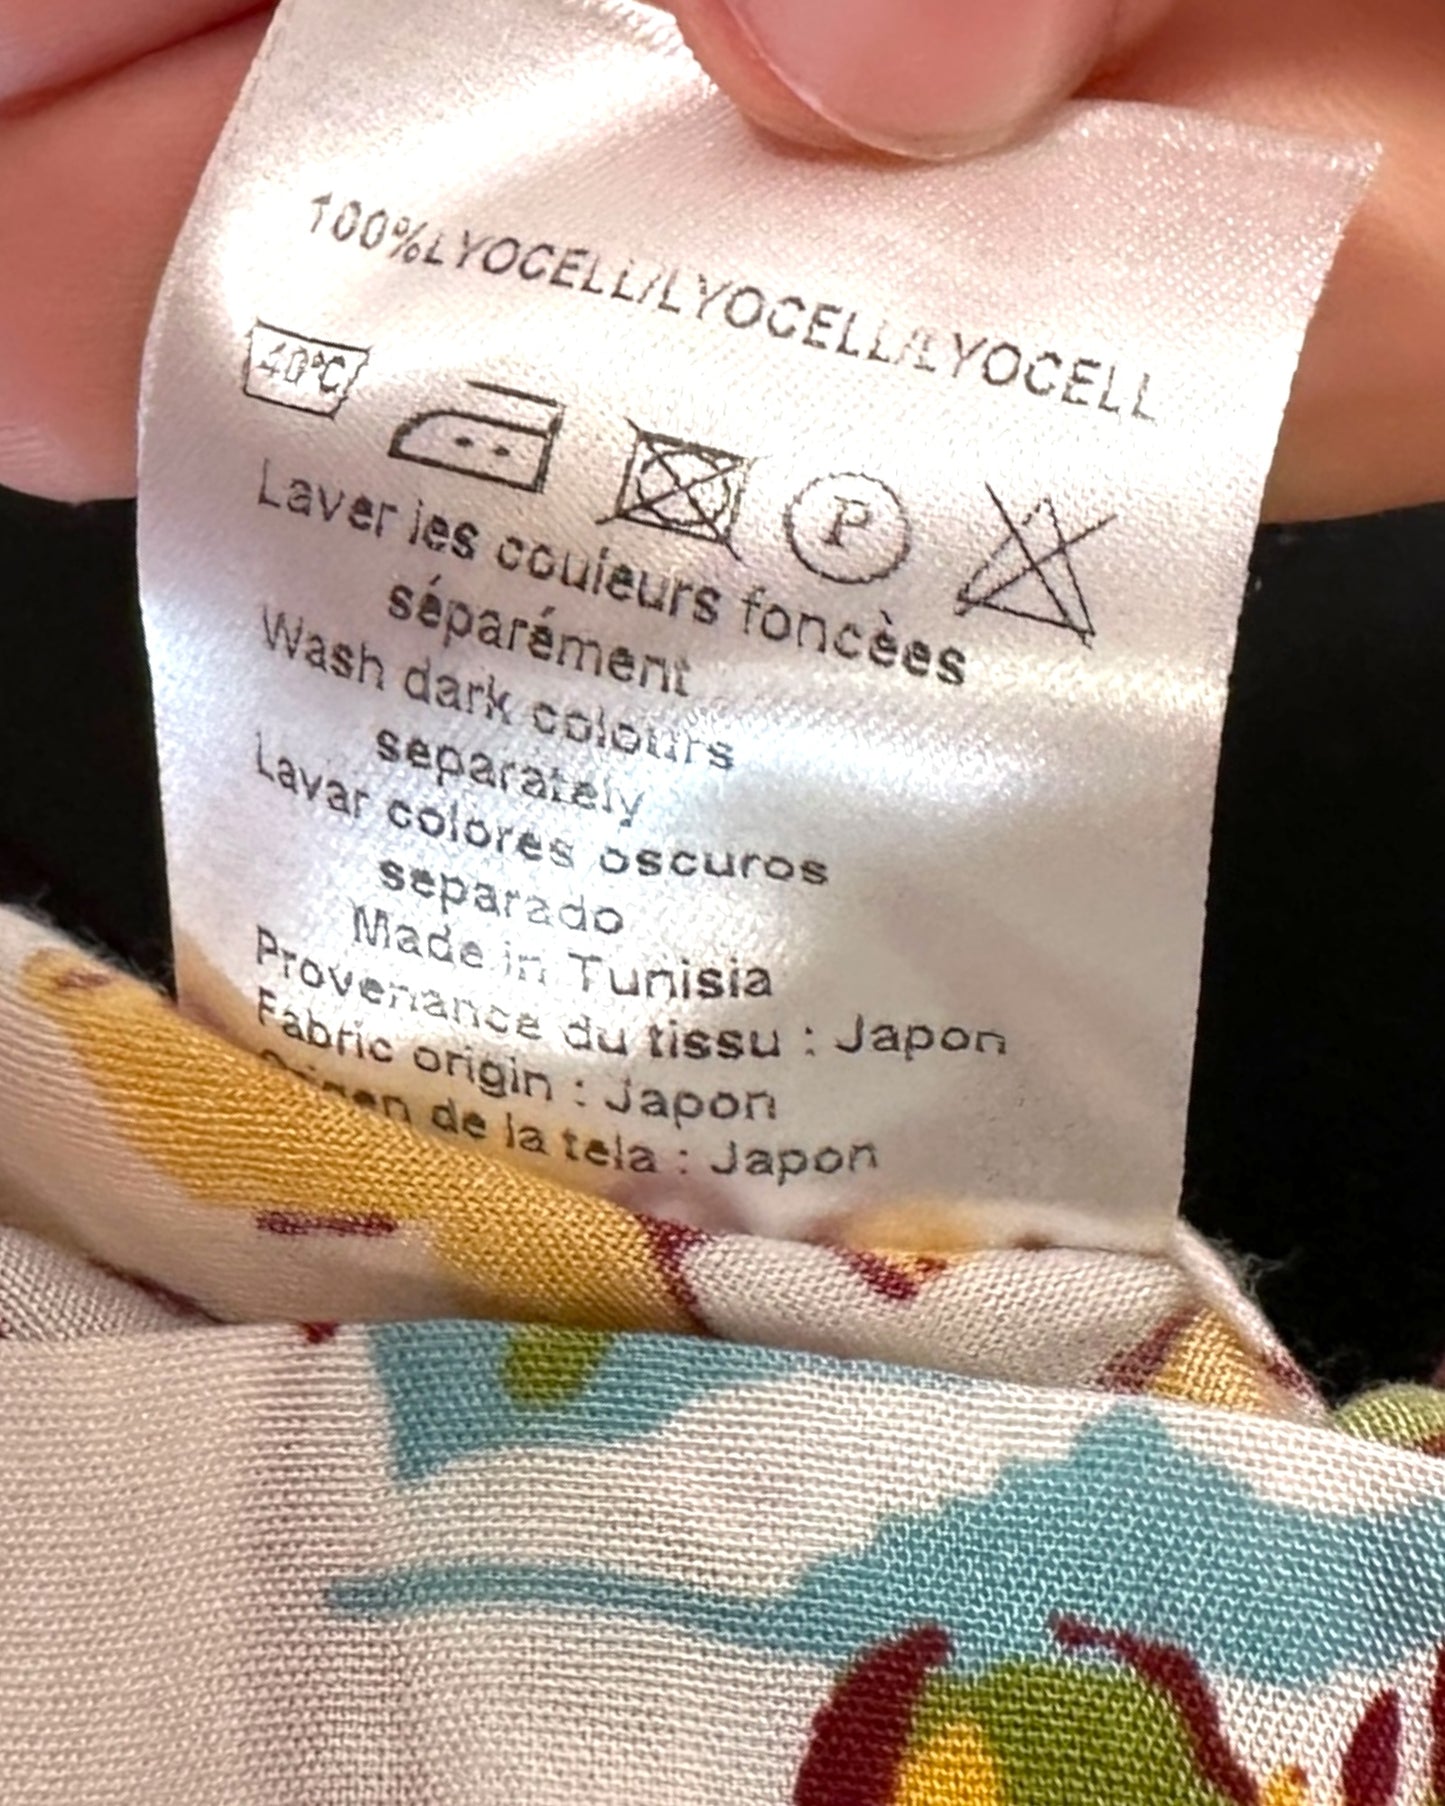 100%LYOCELL/LYOCELL/LYOCELL
40°C
P
Laver les couleurs foncèes
séparément
Wash dark colours
separately
Lavar colores oscuros
separado
Made in Tunisia
Provenance du tissu : Japon
Fabric origin : Japon
Origen de la tela : Japon